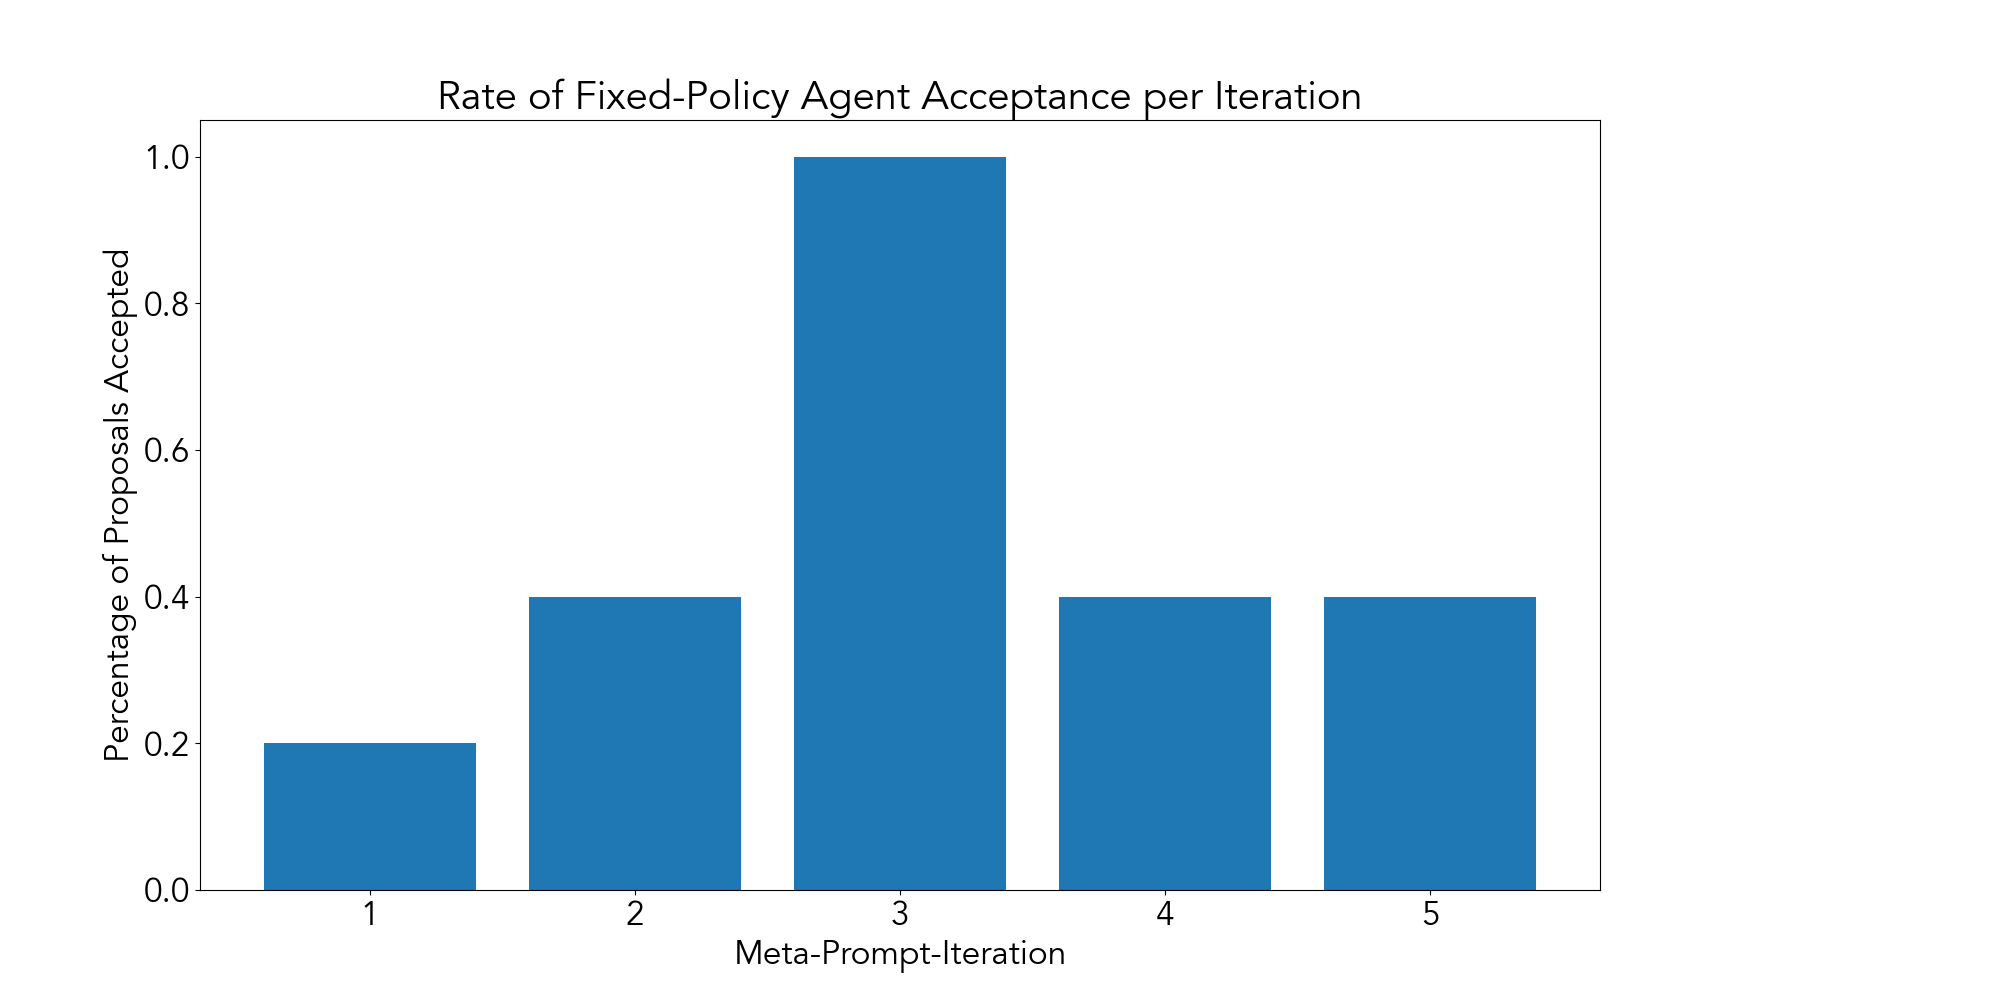 Rate of Fixed-Policy Agent Acceptance per Iteration
Percentage of Proposals Accepted
1.0
0.8
0.6
0.4
0.2
0.0
1 2 3 4 5
Meta-Prompt-Iteration